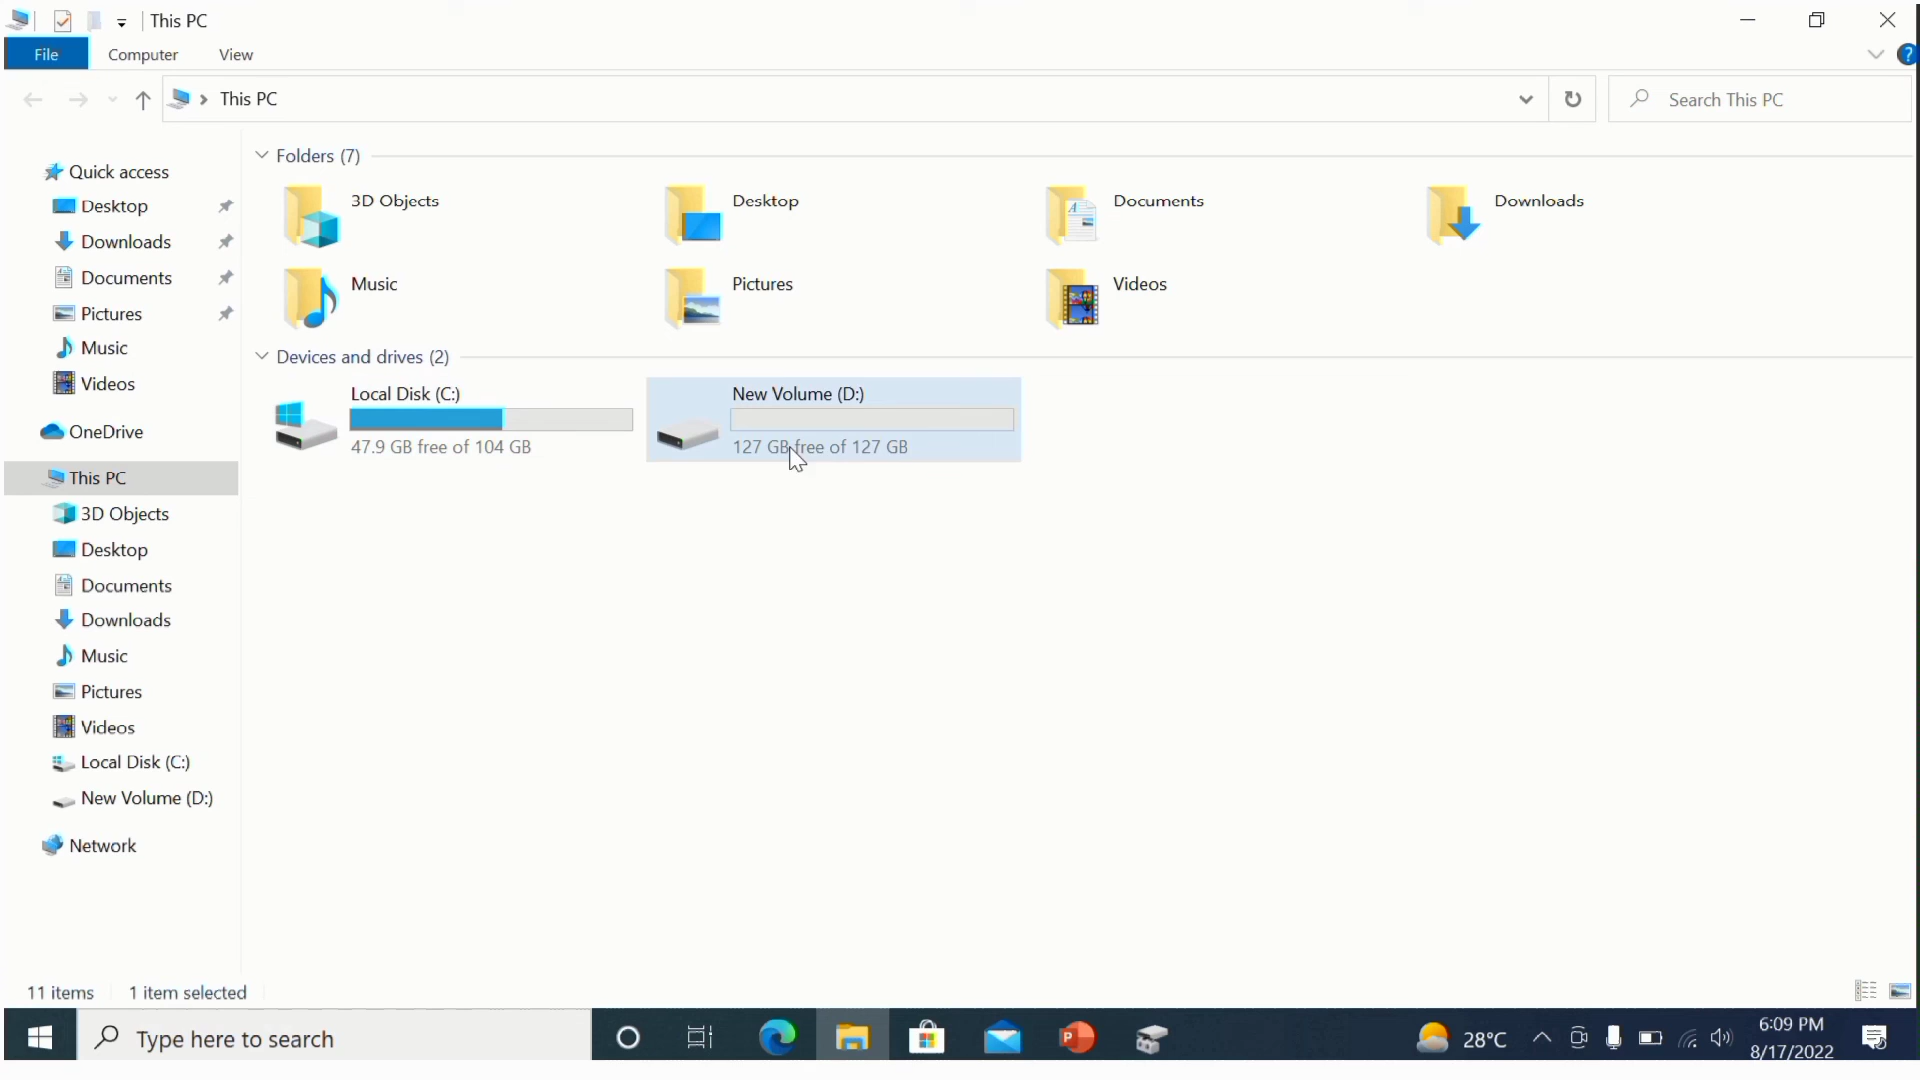 This PC
File
Computer
View
This PC
Search This PC
Quick access
Desktop
Downloads
Documents
Pictures
Music
Videos
OneDrive
This PC
3D Objects
Desktop
Documents
Downloads
Music
Pictures
Videos
Local Disk (C:)
New Volume (D:)
Network
Folders (7)
3D Objects
Desktop
Documents
Downloads
Music
Pictures
Videos
Devices and drives (2)
Local Disk (C:)
47.9 GB free of 104 GB
New Volume (D:)
127 GB free of 127 GB
11 items
1 item selected
Type here to search
28°C
6:09 PM
8/17/2022